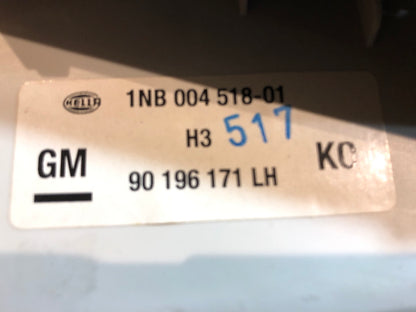 HELLA 1NB 004 518-01
H3 517
GM KC
90 196 171 LH